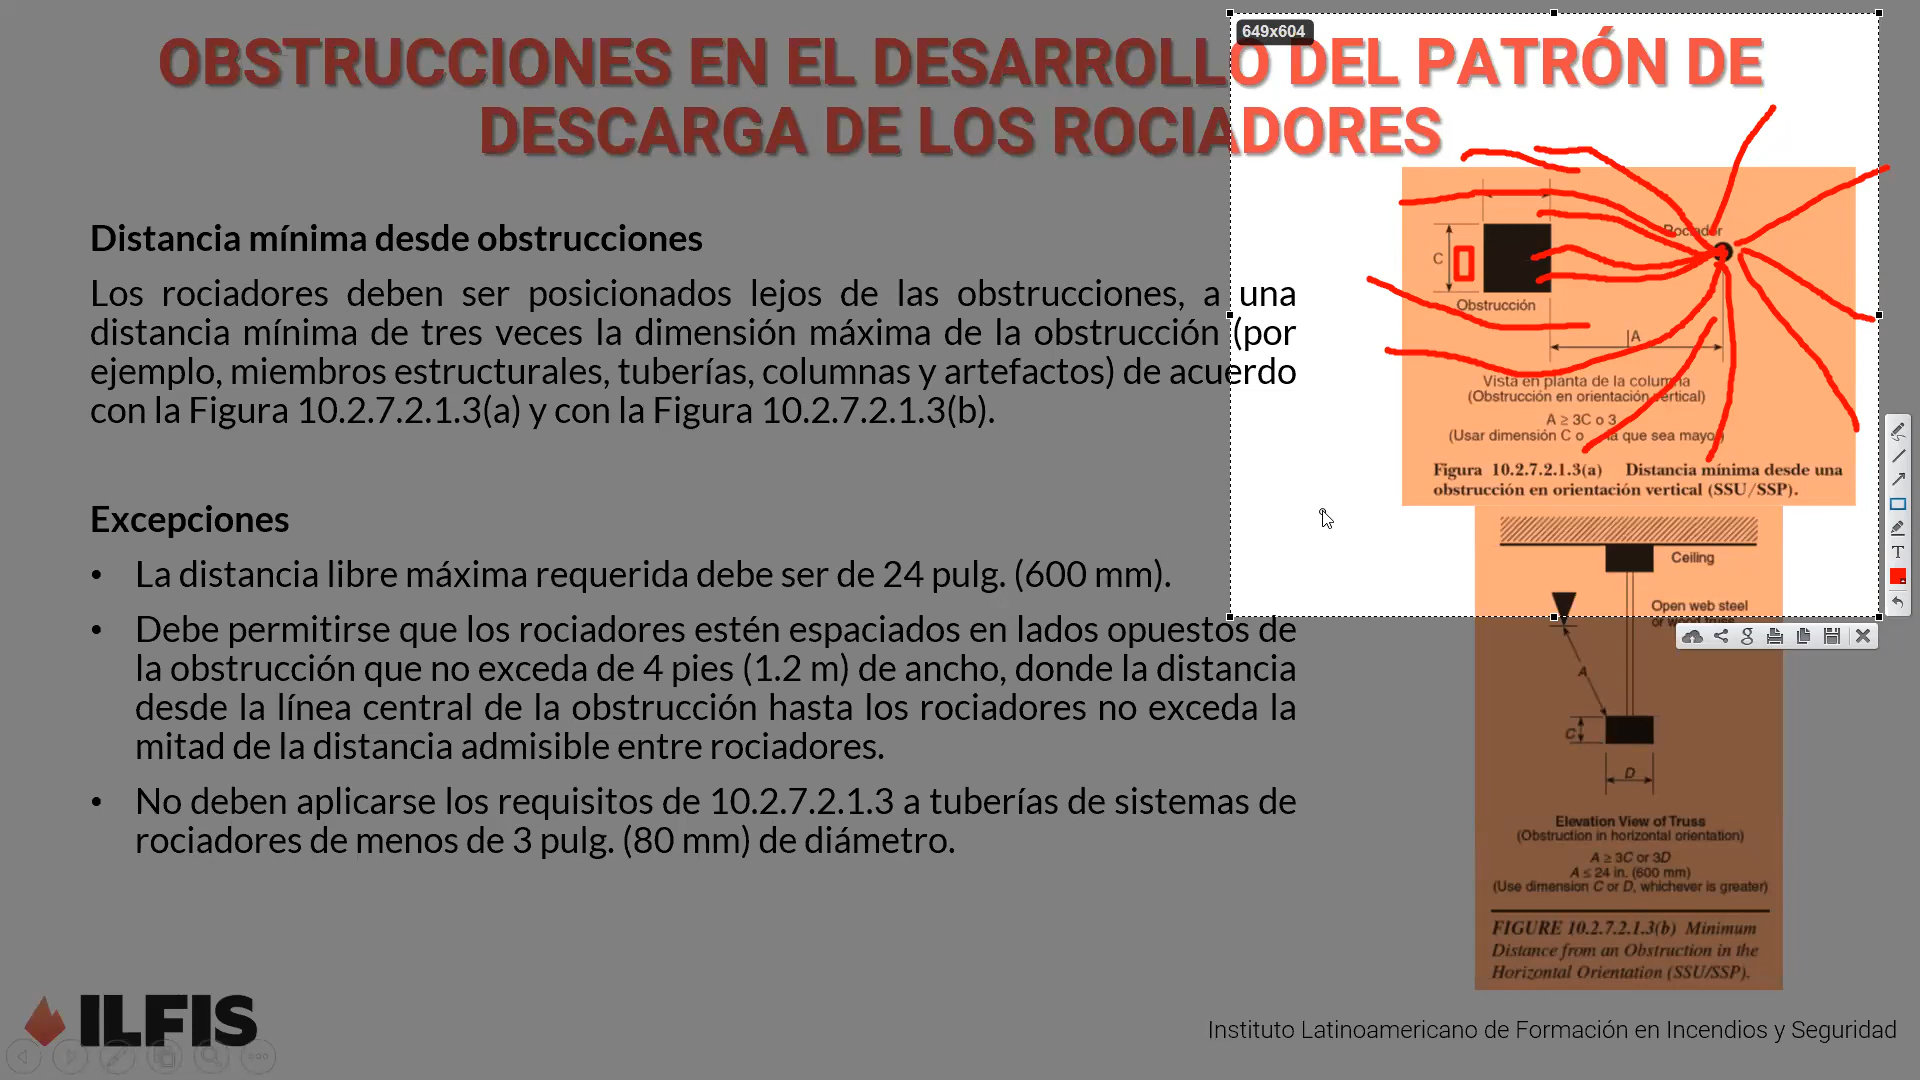 649x604
OBSTRUCCIONES EN EL DESARROLLO DEL PATRÓN DE
DESCARGA DE LOS ROCIADORES
Distancia mínima desde obstrucciones
Los rociadores deben ser posicionados lejos de las obstrucciones, a una
distancia mínima de tres veces la dimensión máxima de la obstrucción (por
ejemplo, miembros estructurales, tuberías, columnas y artefactos) de acuerdo
con la Figura 10.2.7.2.1.3(a) y con la Figura 10.2.7.2.1.3(b).
Excepciones
• La distancia libre máxima requerida debe ser de 24 pulg. (600 mm).
• Debe permitirse que los rociadores estén espaciados en lados opuestos de
la obstrucción que no exceda de 4 pies (1.2 m) de ancho, donde la distancia
desde la línea central de la obstrucción hasta los rociadores no exceda la
mitad de la distancia admisible entre rociadores.
• No deben aplicarse los requisitos de 10.2.7.2.1.3 a tuberías de sistemas de
rociadores de menos de 3 pulg. (80 mm) de diámetro.
Rociador
C
Obstrucción
A
Vista en planta de la columna
(Obstrucción en orientación vertical)
A ≥ 3C o 3
(Usar dimensión C o la que sea mayor)
Figura 10.2.7.2.1.3(a) Distancia mínima desde una
obstrucción en orientación vertical (SSU/SSP).
Ceiling
Open web steel
or wood truss
A
C
D
Elevation View of Truss
(Obstruction in horizontal orientation)
A ≥ 3C or 3D
A ≤ 24 in. (600 mm)
(Use dimension C or D, whichever is greater)
FIGURE 10.2.7.2.1.3(b) Minimum
Distance from an Obstruction in the
Horizontal Orientation (SSU/SSP).
T
g
ILFIS
Instituto Latinoamericano de Formación en Incendios y Seguridad